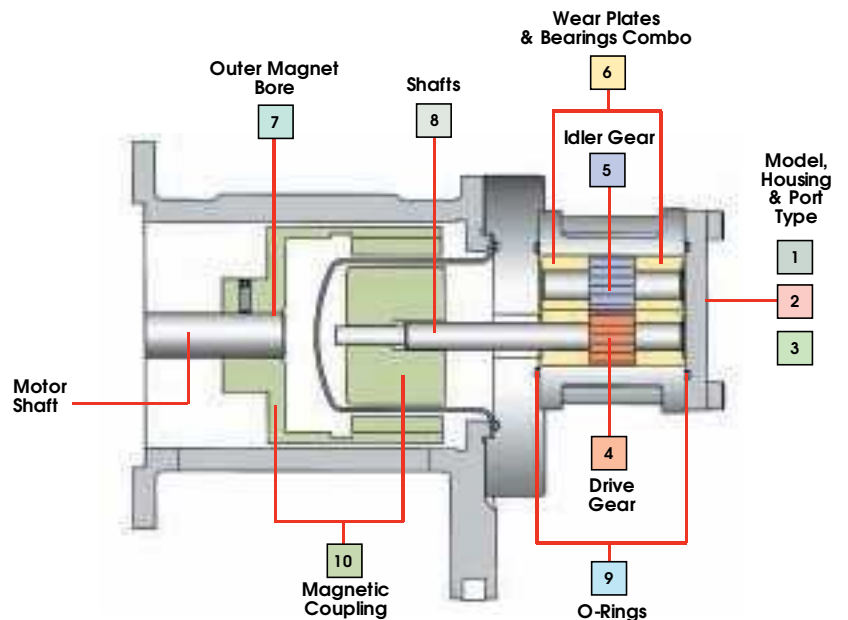 Wear Plates
& Bearings Combo
6
Outer Magnet
Bore
7
Shafts
8
Idler Gear
5
Model,
Housing
& Port
Type
1
2
3
Motor
Shaft
4
Drive
Gear
10
Magnetic
Coupling
9
O-Rings